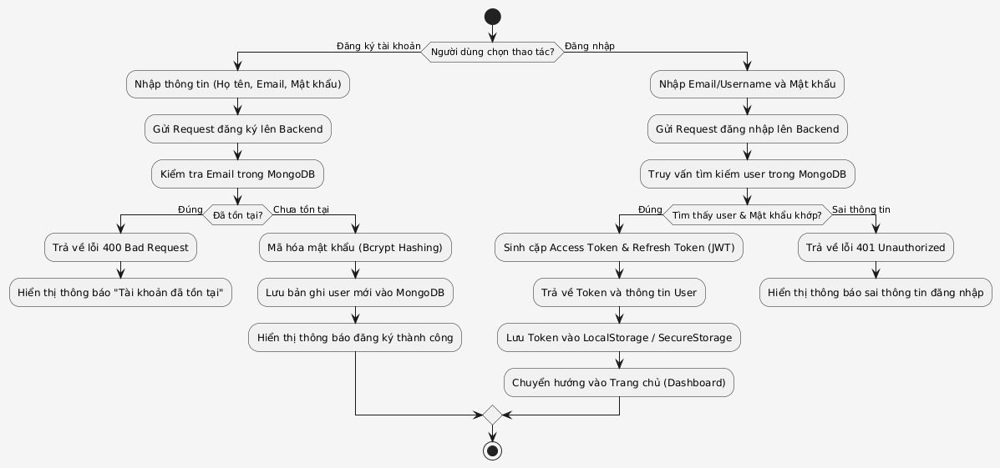 Đăng ký tài khoản
Người dùng chọn thao tác?
Đăng nhập
Nhập thông tin (Họ tên, Email, Mật khẩu)
Gửi Request đăng ký lên Backend
Kiểm tra Email trong MongoDB
Đúng
Đã tồn tại?
Chưa tồn tại
Trả về lỗi 400 Bad Request
Hiển thị thông báo "Tài khoản đã tồn tại"
Mã hóa mật khẩu (Bcrypt Hashing)
Lưu bản ghi user mới vào MongoDB
Hiển thị thông báo đăng ký thành công
Nhập Email/Username và Mật khẩu
Gửi Request đăng nhập lên Backend
Truy vấn tìm kiếm user trong MongoDB
Đúng
Tìm thấy user & Mật khẩu khớp?
Sai thông tin
Sinh cặp Access Token & Refresh Token (JWT)
Trả về Token và thông tin User
Lưu Token vào LocalStorage / SecureStorage
Chuyển hướng vào Trang chủ (Dashboard)
Trả về lỗi 401 Unauthorized
Hiển thị thông báo sai thông tin đăng nhập